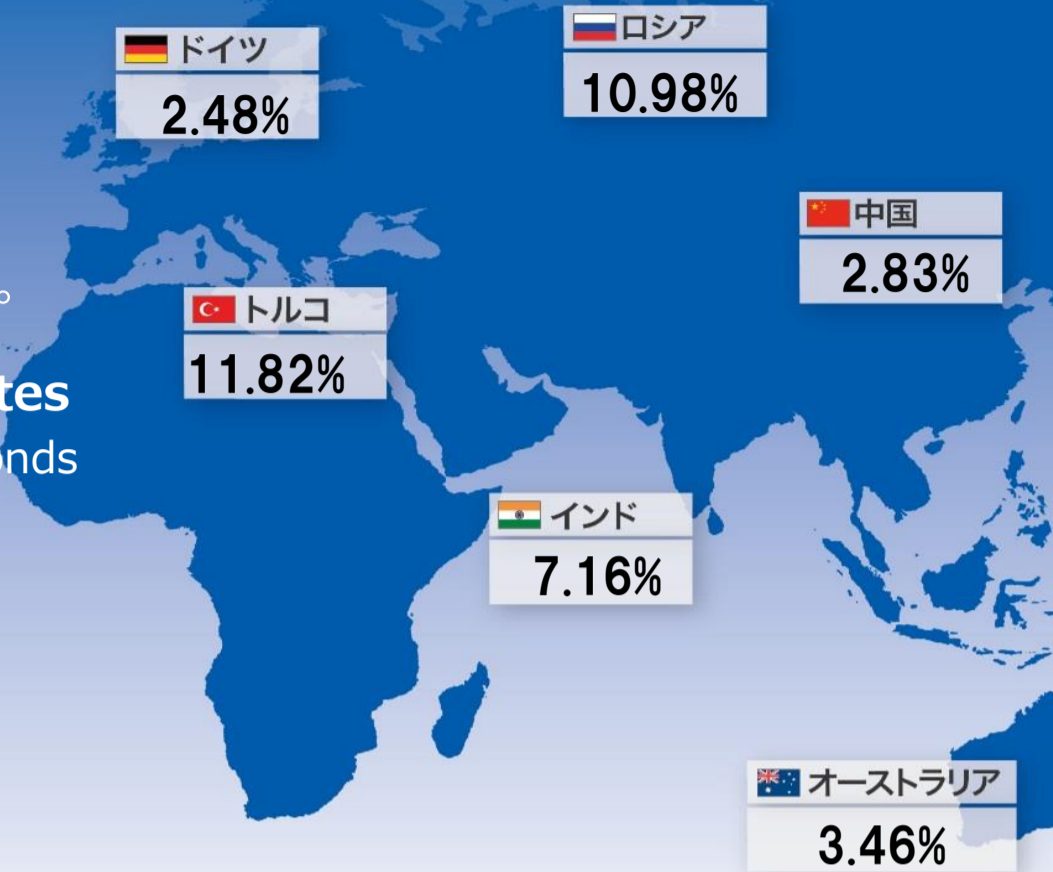 ドイツ
2.48%
ロシア
10.98%
中国
2.83%
。
トルコ
11.82%
tes
onds
インド
7.16%
オーストラリア
3.46%